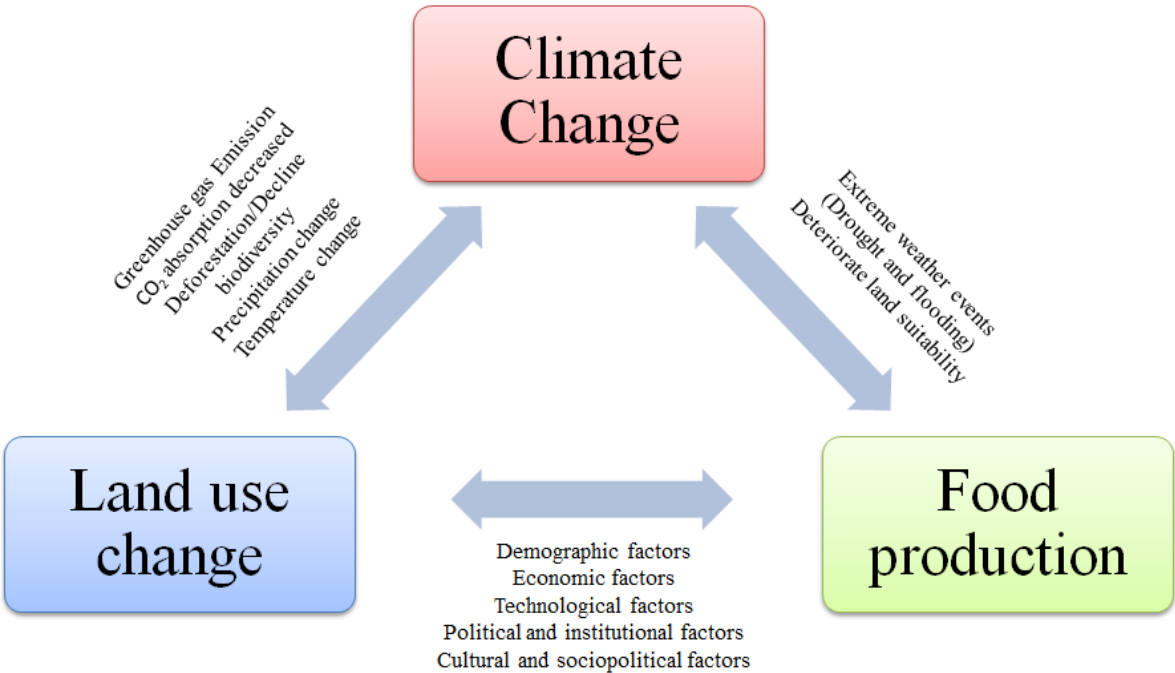 Climate
Change
Greenhouse gas Emission
CO₂ absorption decreased
Deforestation/Decline
biodiversity
Precipitation change
Temperature change
Extreme weather events
(Drought and flooding)
Deteriorate land suitability
Land use
change
Food
production
Demographic factors
Economic factors
Technological factors
Political and institutional factors
Cultural and sociopolitical factors